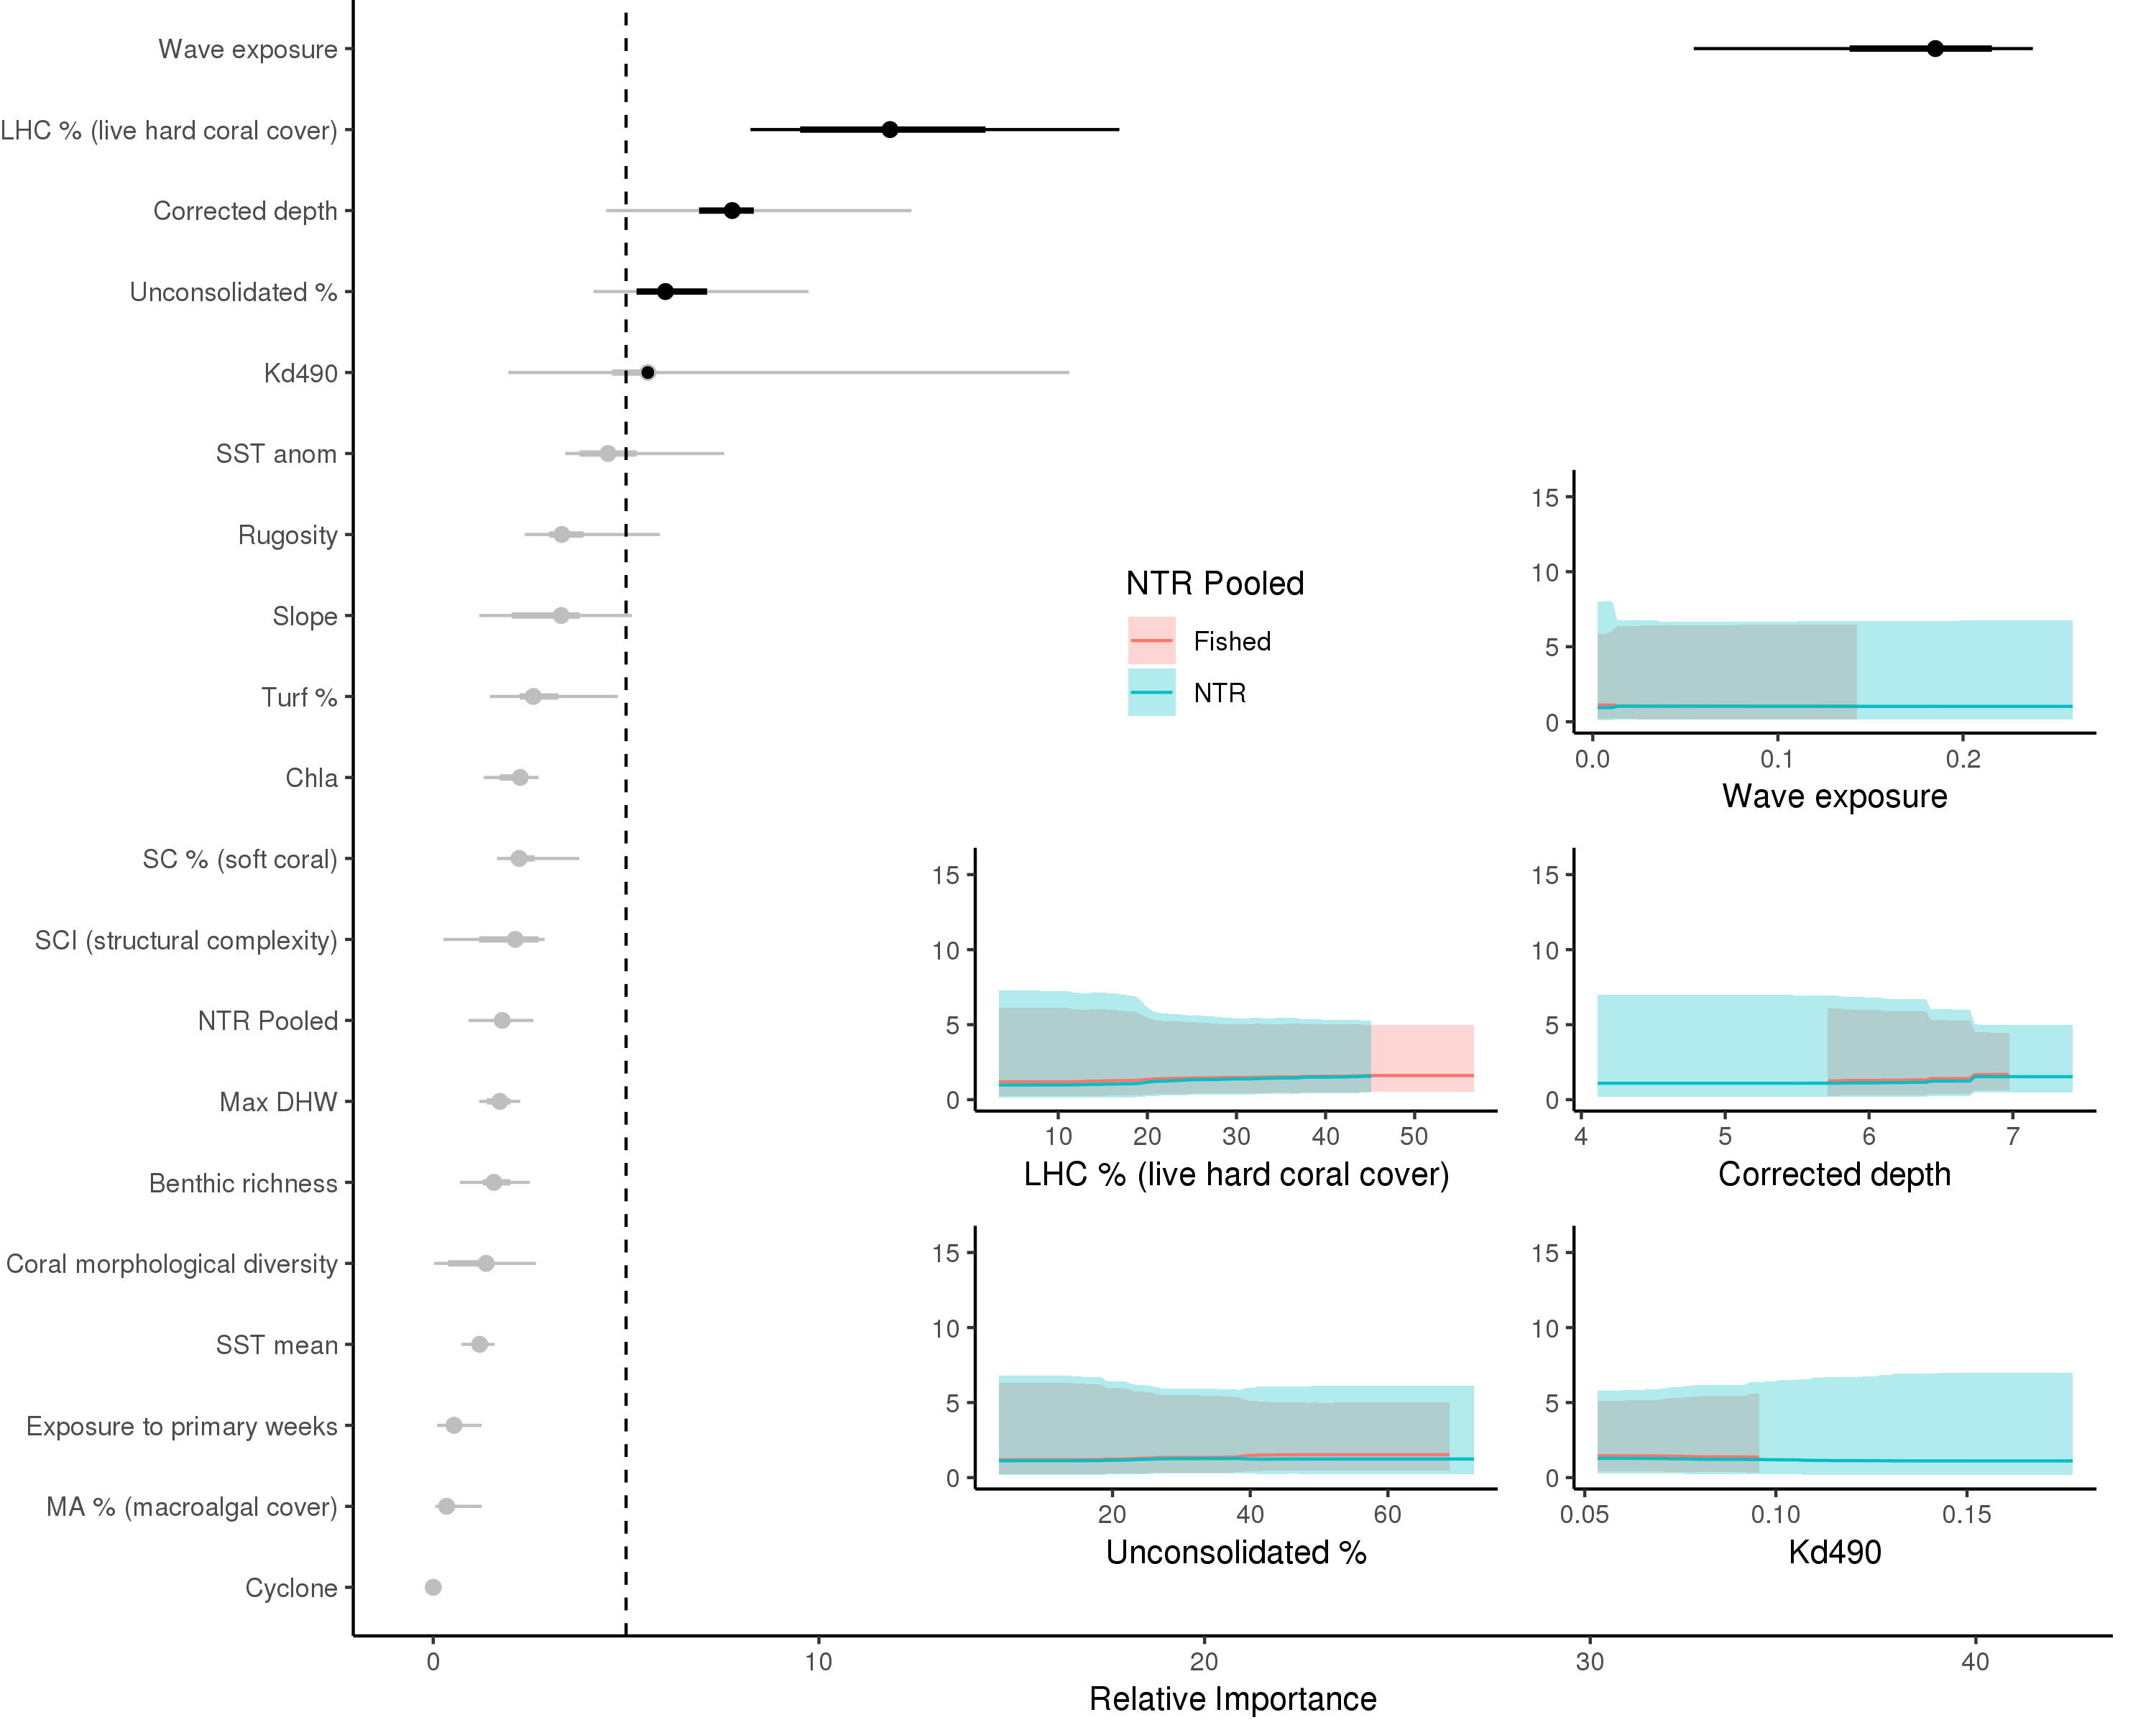 Wave exposure
LHC % (live hard coral cover)
Corrected depth
Unconsolidated %
Kd490
SST anom
Rugosity
Slope
Turf %
Chla
SC % (soft coral)
SCI (structural complexity)
NTR Pooled
Max DHW
Benthic richness
Coral morphological diversity
SST mean
Exposure to primary weeks
MA % (macroalgal cover)
Cyclone
0 10 20 30 40
Relative Importance
NTR Pooled
Fished
NTR
15
10
5
0
0.0 0.1 0.2
Wave exposure
15
10
5
0
10 20 30 40 50
LHC % (live hard coral cover)
15
10
5
0
4 5 6 7
Corrected depth
15
10
5
0
20 40 60
Unconsolidated %
15
10
5
0
0.05 0.10 0.15
Kd490